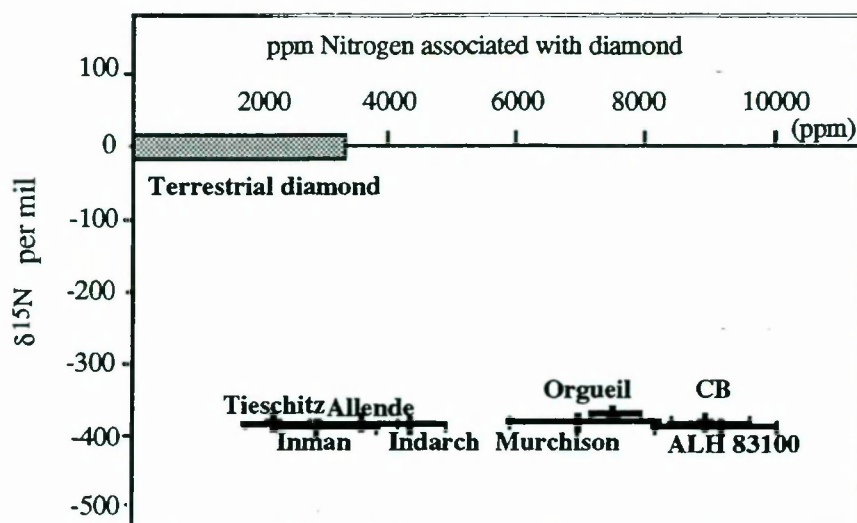 ppm Nitrogen associated with diamond
100
2000 4000 6000 8000 10000
(ppm)
0
Terrestrial diamond
-100
δ15N per mil
-200
-300
Orgueil CB
Tieschitz Allende
-400
Inman Indarch Murchison ALH 83100
-500